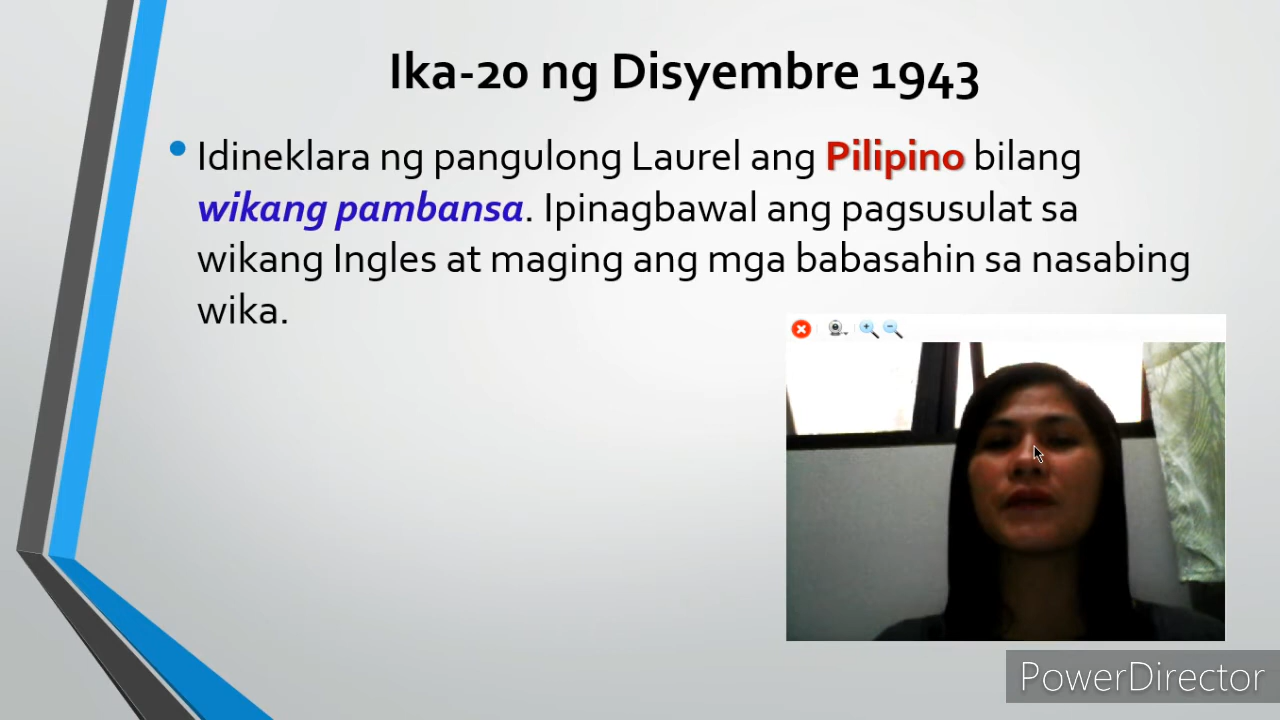 Ika-20 ng Disyembre 1943
• Idineklara ng pangulong Laurel ang Pilipino bilang
wikang pambansa. Ipinagbawal ang pagsusulat sa
wikang Ingles at maging ang mga babasahin sa nasabing
wika.
PowerDirector